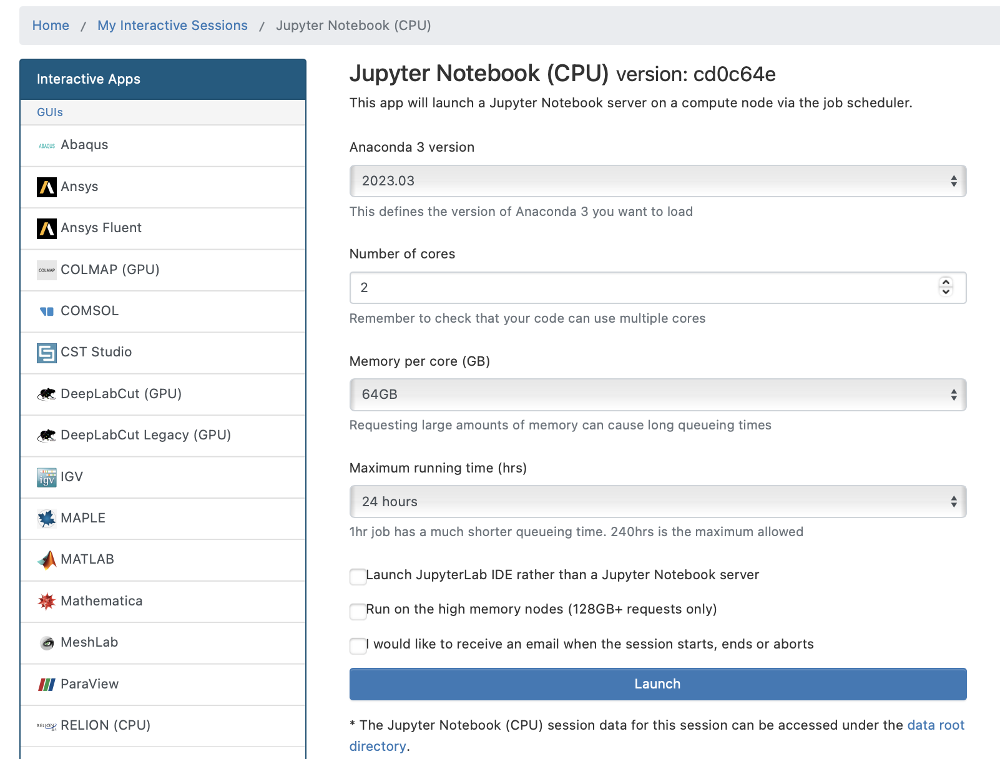 Home / My Interactive Sessions / Jupyter Notebook (CPU)
Interactive Apps
GUIs
ABAQUS Abaqus
Ansys
Ansys Fluent
COLMAP COLMAP (GPU)
COMSOL
CST Studio
DeepLabCut (GPU)
DeepLabCut Legacy (GPU)
igv IGV
MAPLE
MATLAB
Mathematica
MeshLab
ParaView
RELION RELION (CPU)
Jupyter Notebook (CPU) version: cd0c64e
This app will launch a Jupyter Notebook server on a compute node via the job scheduler.
Anaconda 3 version
2023.03
This defines the version of Anaconda 3 you want to load
Number of cores
2
Remember to check that your code can use multiple cores
Memory per core (GB)
64GB
Requesting large amounts of memory can cause long queueing times
Maximum running time (hrs)
24 hours
1hr job has a much shorter queueing time. 240hrs is the maximum allowed
Launch JupyterLab IDE rather than a Jupyter Notebook server
Run on the high memory nodes (128GB+ requests only)
I would like to receive an email when the session starts, ends or aborts
Launch
* The Jupyter Notebook (CPU) session data for this session can be accessed under the data root
directory.